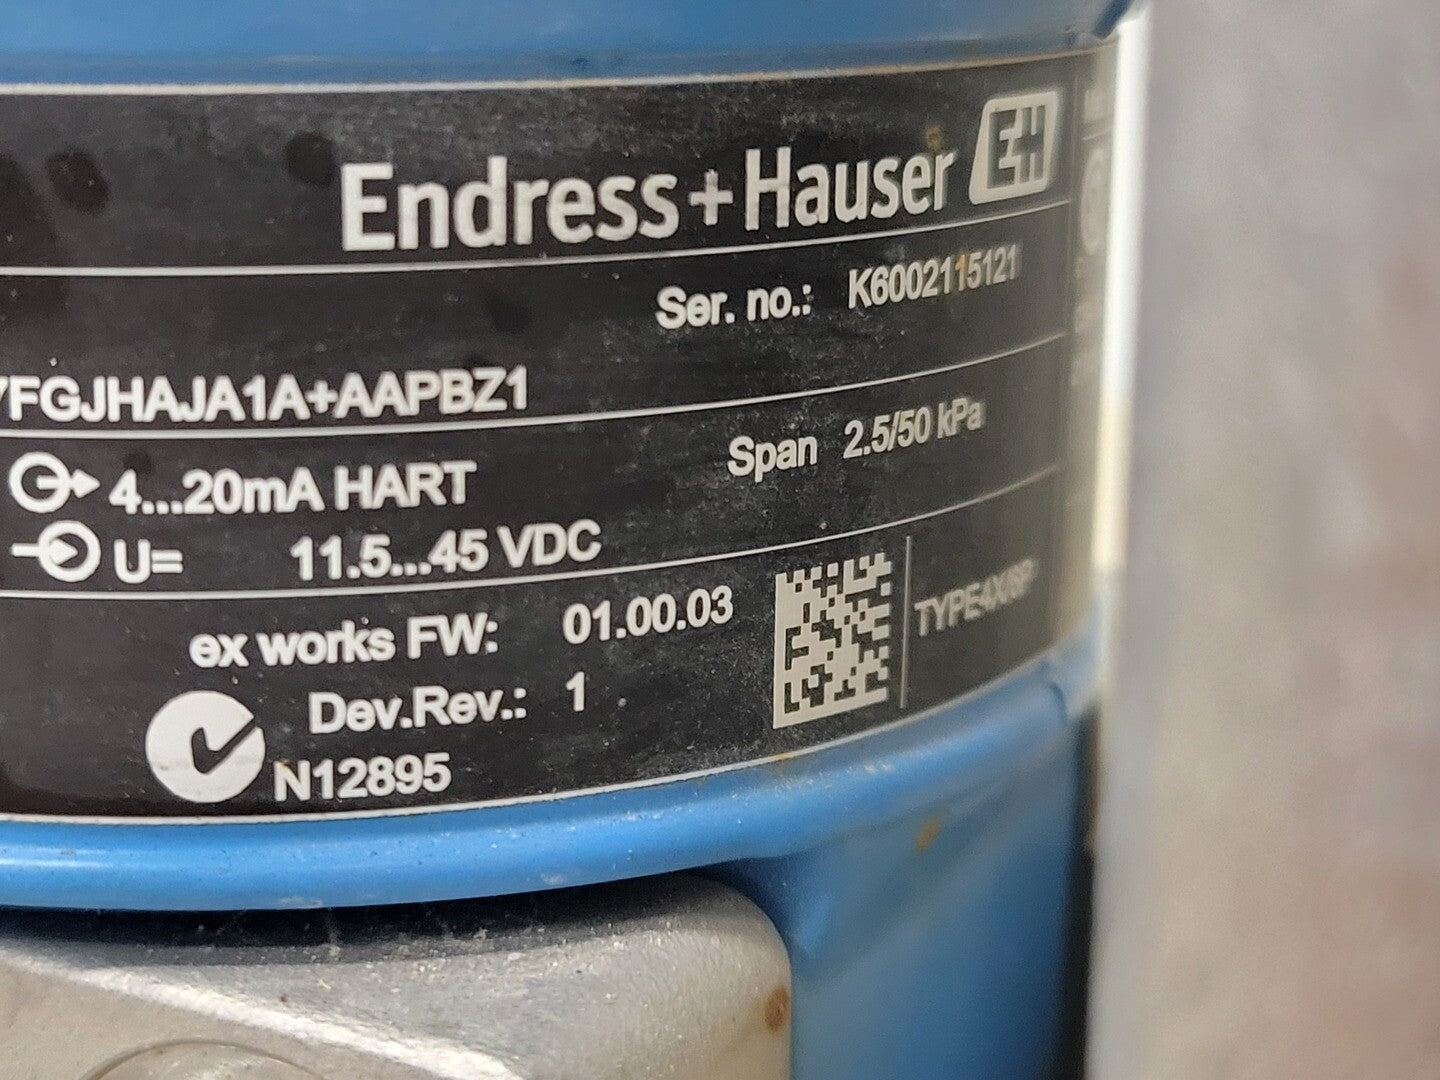 Endress+Hauser EH
Ser. no.: K6002115121
FGJHAJA1A+AAPBZ1
4...20mA HART
Span 2.5/50 kPa
U= 11.5...45 VDC
ex works FW: 01.00.03
TYPE4X/6P
Dev.Rev.: 1
N12895